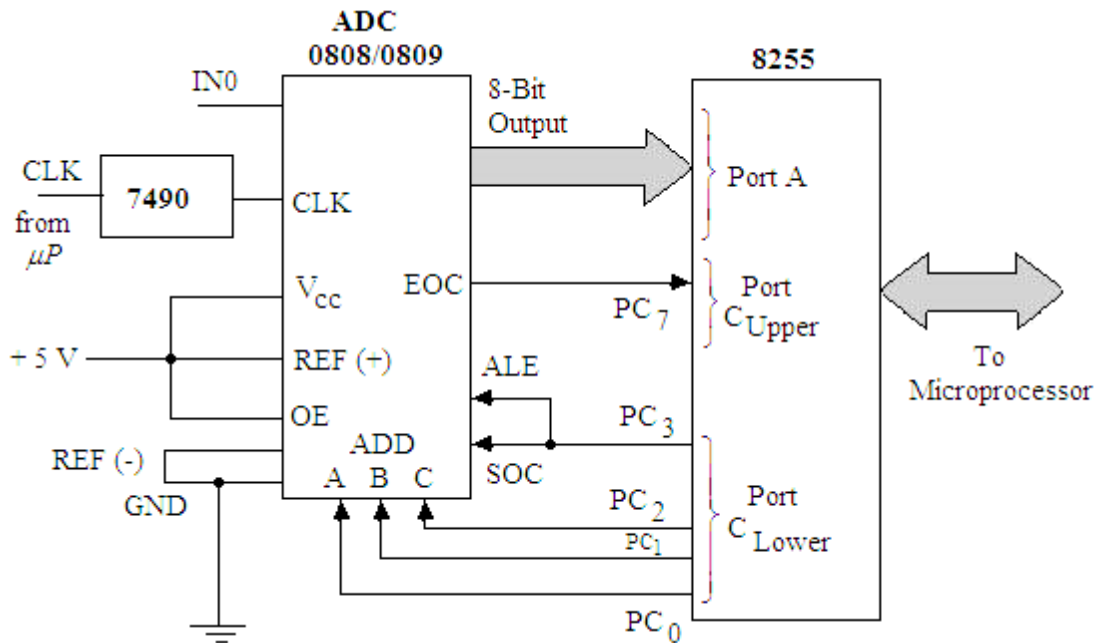 ADC
0808/0809
8255
IN0
8-Bit
Output
CLK
from
µP
7490
CLK
Port A
VCC
EOC
PC7
Port
CUpper
+ 5 V
REF (+)
ALE
To
Microprocessor
OE
PC3
REF (-)
ADD
SOC
GND
A B C
PC2
Port
CLower
PC1
PC0